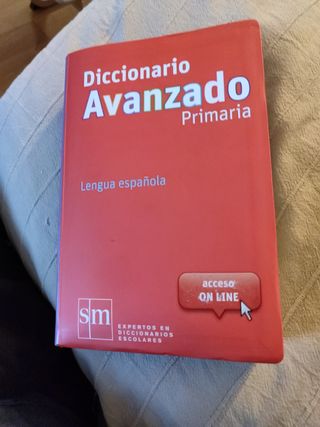 Diccionario
Avanzado
Primaria
Lengua española
acceso
ON LINE
sm
EXPERTOS EN
DICCIONARIOS
ESCOLARES